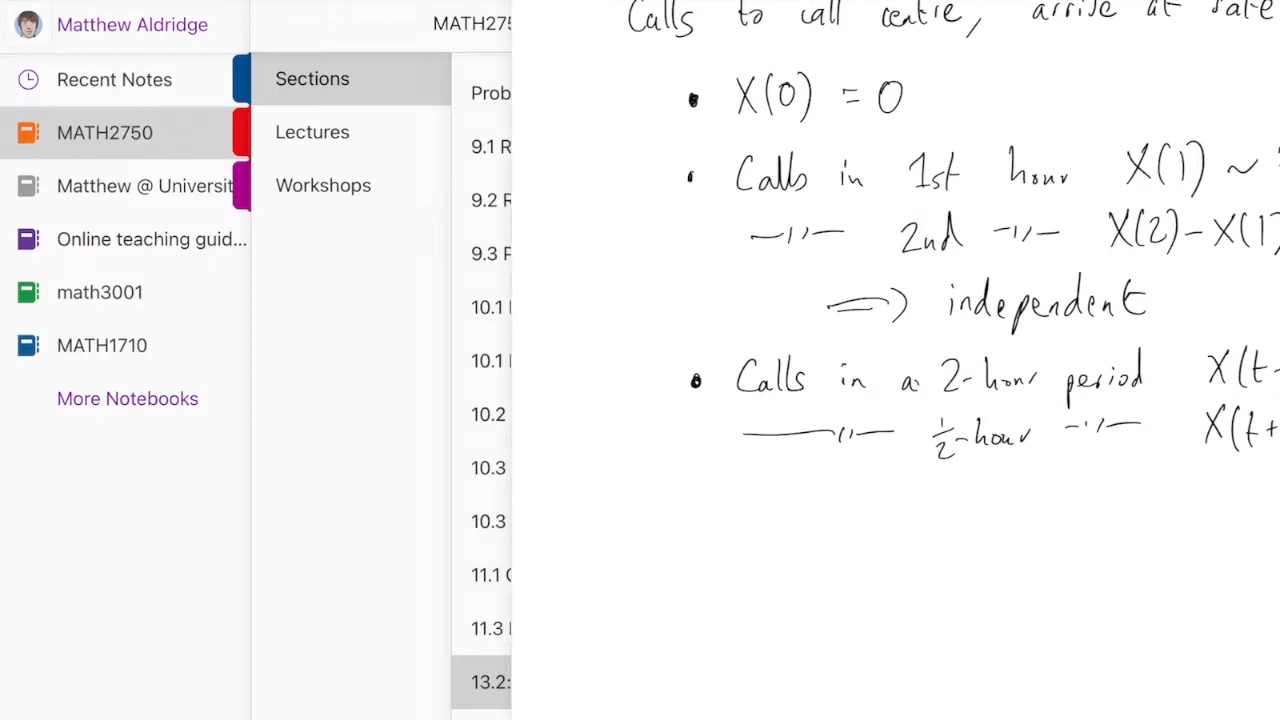 Matthew Aldridge
Recent Notes
MATH2750
Matthew @ Universit
Online teaching guid...
math3001
MATH1710
More Notebooks
Sections
Lectures
Workshops
MATH275
Prob
9.1 R
9.2 R
9.3 P
10.1
10.1
10.2
10.3
10.3
11.1 C
11.3
13.2:
Calls to call centre, arrive at rate
• X(0) = 0
• Calls in 1st hour X(1) ~
—〃— 2nd —〃— X(2) - X(1)
⇒ independent
• Calls in a 2-hour period X(t
—〃— 1/2-hour —〃— X(t+